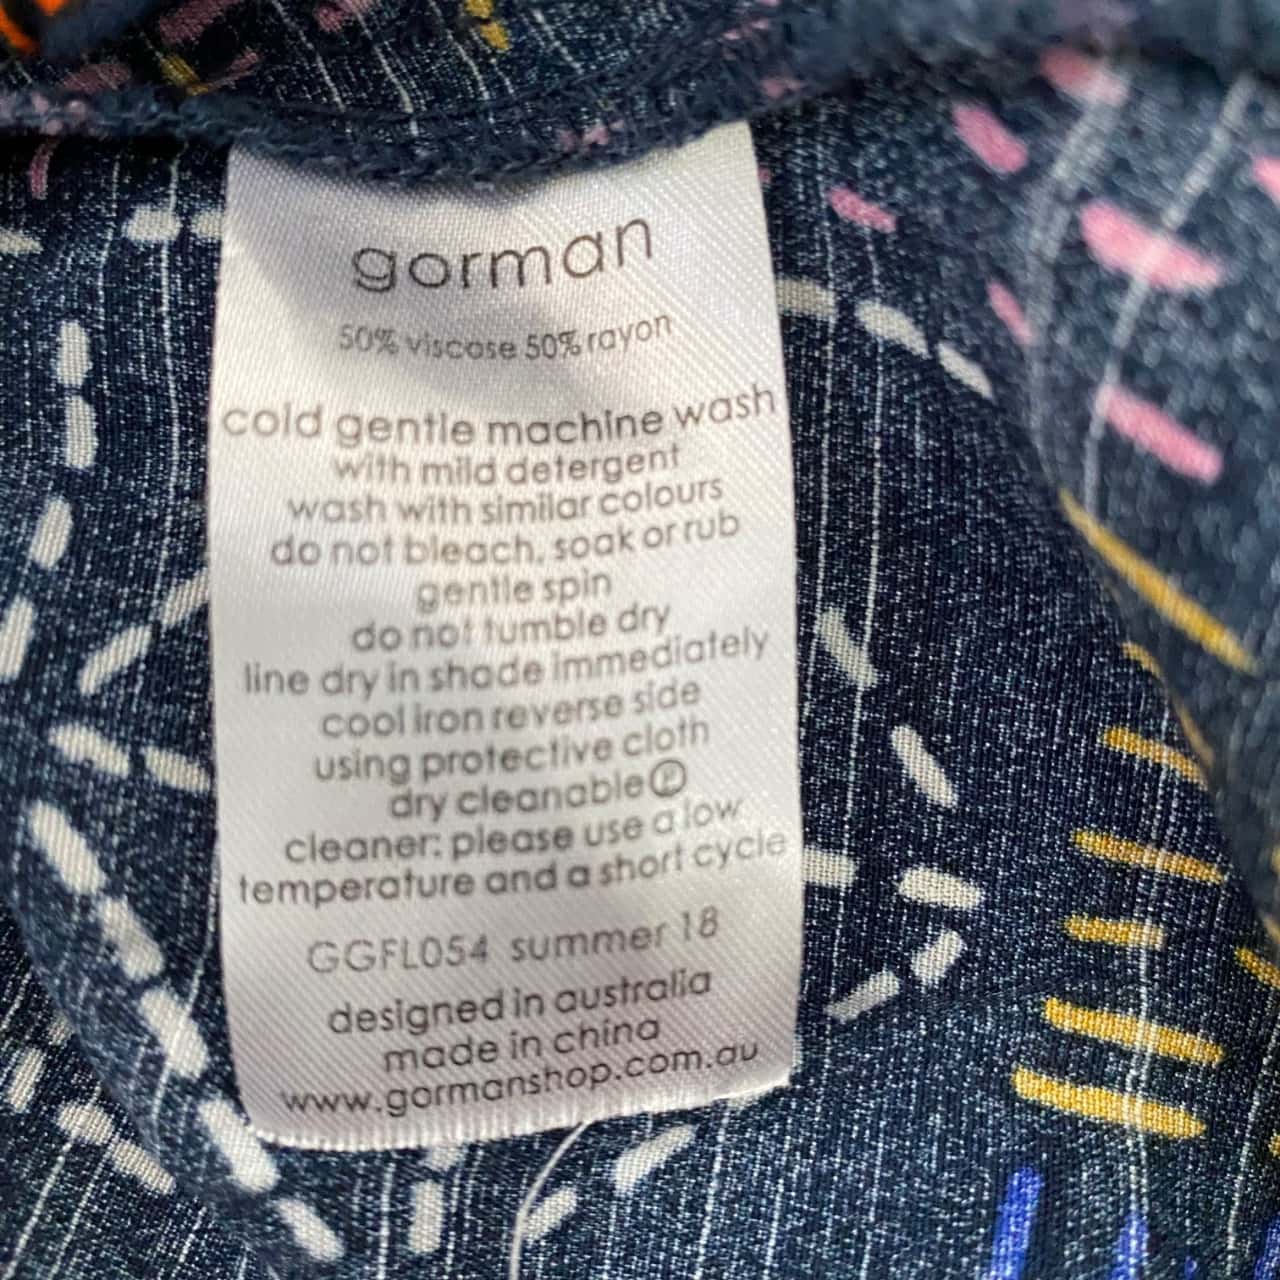 gorman
50% viscose 50% rayon
cold gentle machine wash
with mild detergent
wash with similar colours
do not bleach, soak or rub
gentle spin
do not tumble dry
line dry in shade immediately
cool iron reverse side
using protective cloth
dry cleanable Ⓟ
cleaner: please use a low
temperature and a short cycle
GGFL054 summer 18
designed in australia
made in china
www.gormanshop.com.au